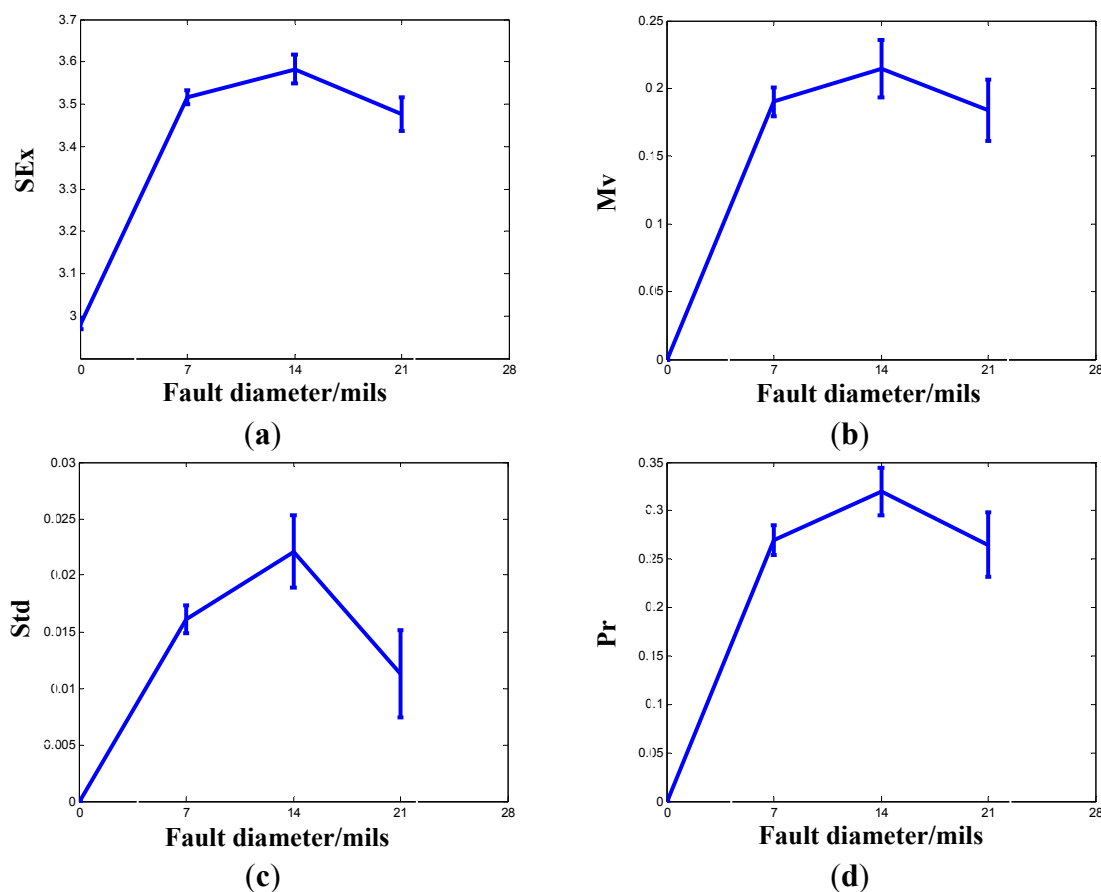 3.7
3.6
3.5
3.4
3.3
3.2
3.1
3
SEx
0 7 14 21 28
Fault diameter/mils
(a)
0.25
0.2
0.15
0.1
0.05
0
Mv
0 7 14 21 28
Fault diameter/mils
(b)
0.03
0.025
0.02
0.015
0.01
0.005
0
Std
0 7 14 21 28
Fault diameter/mils
(c)
0.35
0.3
0.25
0.2
0.15
0.1
0.05
0
Pr
0 7 14 21 28
Fault diameter/mils
(d)